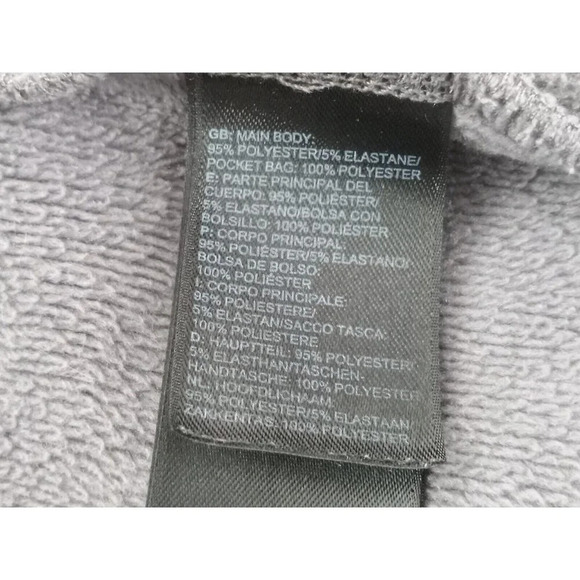 GB: MAIN BODY:
95% POLYESTER/5% ELASTANE/
POCKET BAG: 100% POLYESTER
E: PARTE PRINCIPAL DEL
CUERPO: 95% POLIÉSTER/
5% ELASTANO/BOLSA CON
BOLSILLO: 100% POLIÉSTER
P: CORPO PRINCIPAL:
95% POLIÉSTER/5% ELASTANO/
BOLSA DE BOLSO:
100% POLIÉSTER
I: CORPO PRINCIPALE:
95% POLIESTERE/
5% ELASTAN/SACCO TASCA:
100% POLIESTERE
D: HAUPTTEIL: 95% POLYESTER/
5% ELASTHAN/TASCHEN-
HANDTASCHE: 100% POLYESTER
NL: HOOFDLICHAAM:
95% POLYESTER/5% ELASTAAN/
ZAKKENTAS: 100% POLYESTER